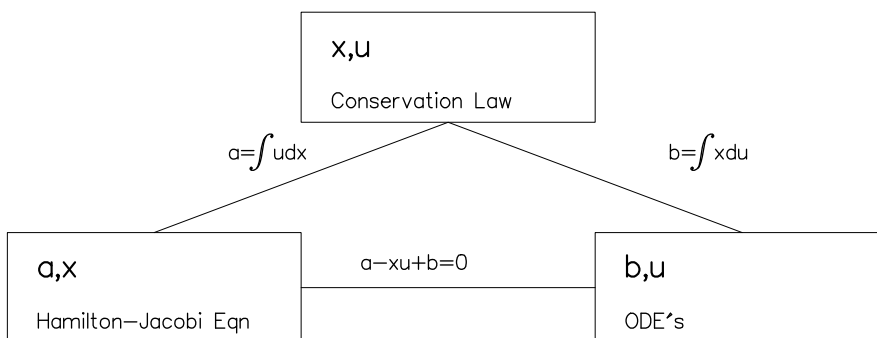 x,u
Conservation Law
a=∫udx
b=∫xdu
a,x
a−xu+b=0
b,u
Hamilton−Jacobi Eqn
ODE's